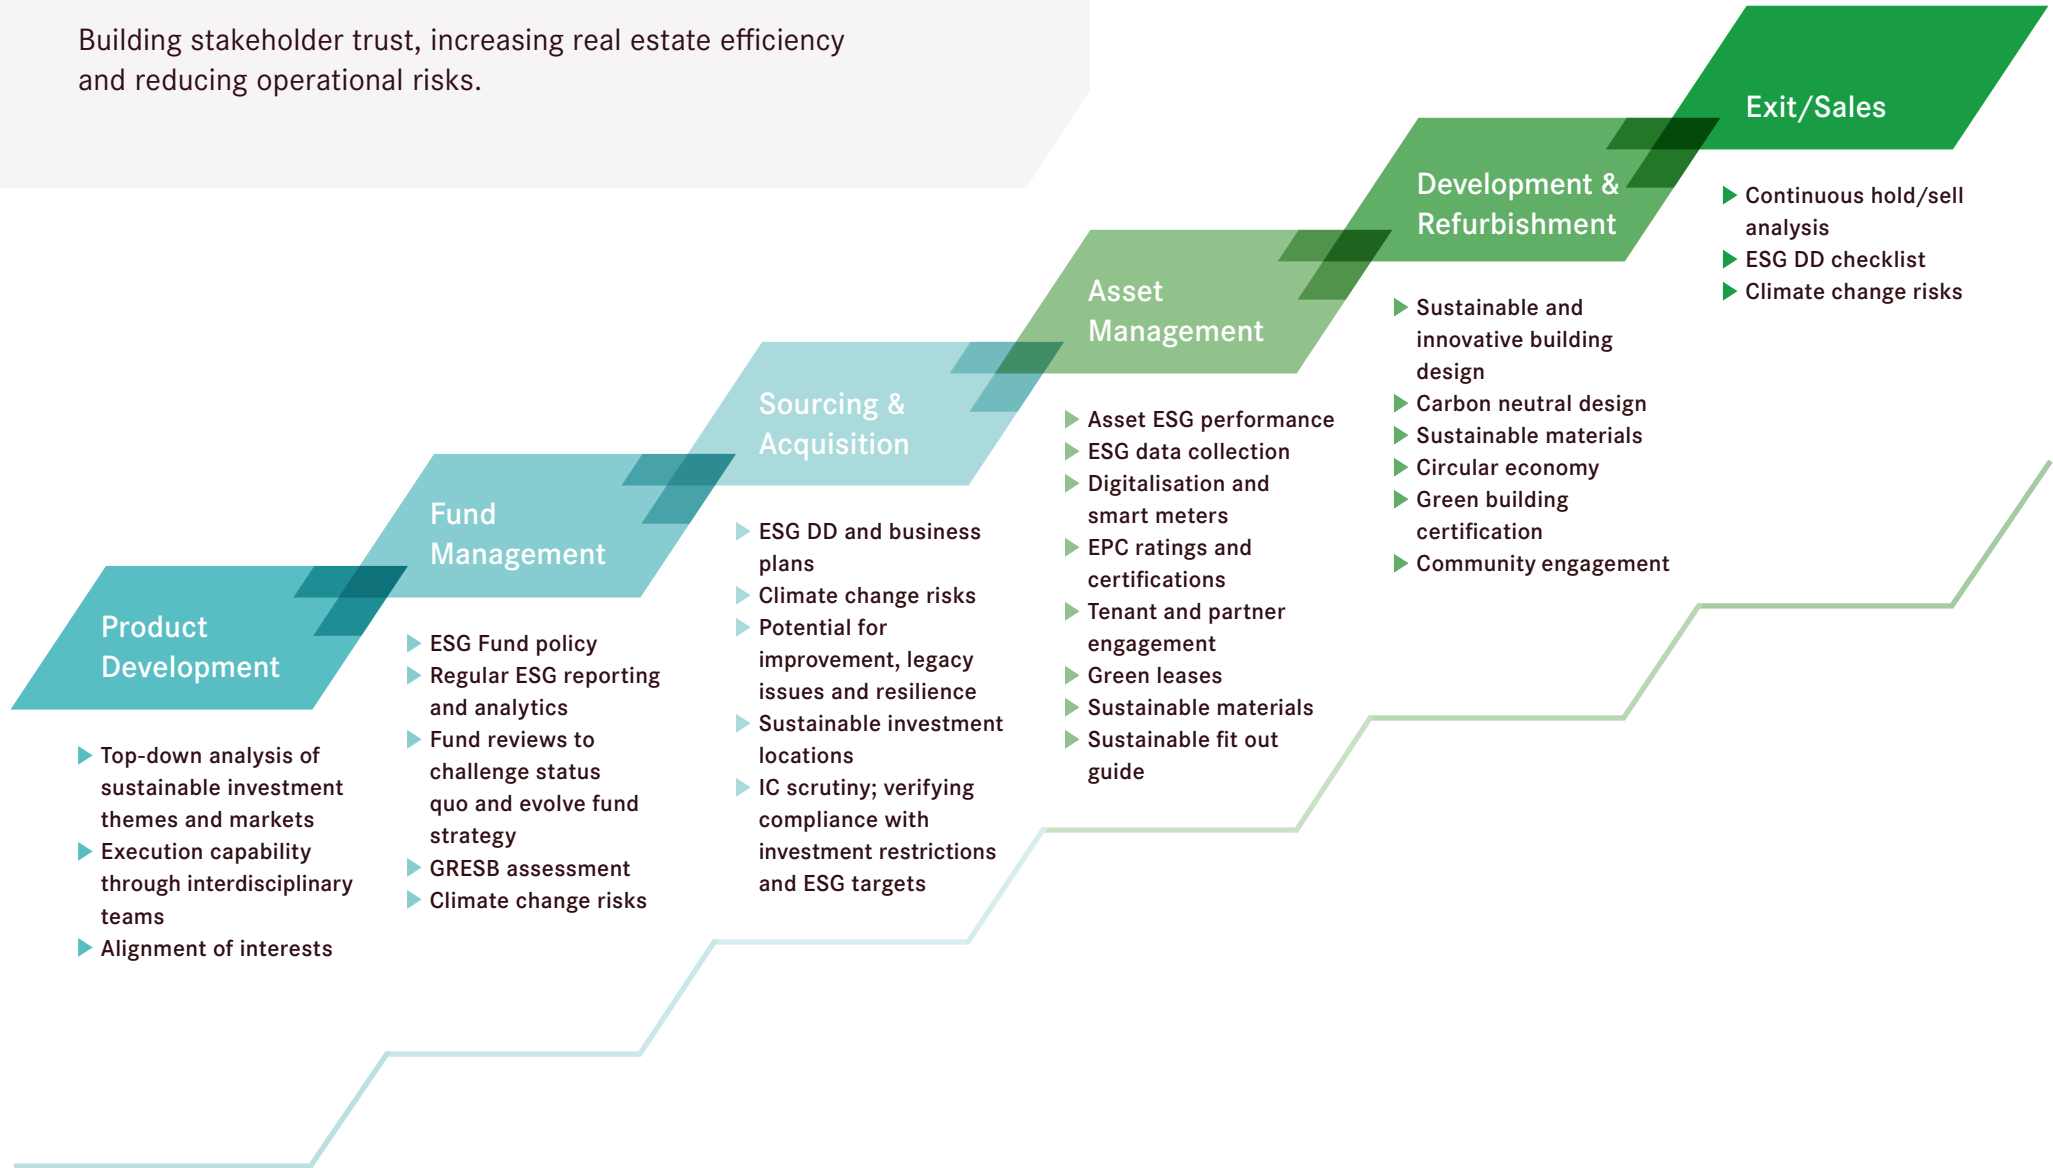 Building stakeholder trust, increasing real estate efficiency
and reducing operational risks.
Product
Development
Top-down analysis of
sustainable investment
themes and markets
Execution capability
through interdisciplinary
teams
Alignment of interests
Fund
Management
ESG Fund policy
Regular ESG reporting
and analytics
Fund reviews to
challenge status
quo and evolve fund
strategy
GRESB assessment
Climate change risks
Sourcing &
Acquisition
ESG DD and business
plans
Climate change risks
Potential for
improvement, legacy
issues and resilience
Sustainable investment
locations
IC scrutiny; verifying
compliance with
investment restrictions
and ESG targets
Asset
Management
Asset ESG performance
ESG data collection
Digitalisation and
smart meters
EPC ratings and
certifications
Tenant and partner
engagement
Green leases
Sustainable materials
Sustainable fit out
guide
Development &
Refurbishment
Sustainable and
innovative building
design
Carbon neutral design
Sustainable materials
Circular economy
Green building
certification
Community engagement
Exit/Sales
Continuous hold/sell
analysis
ESG DD checklist
Climate change risks